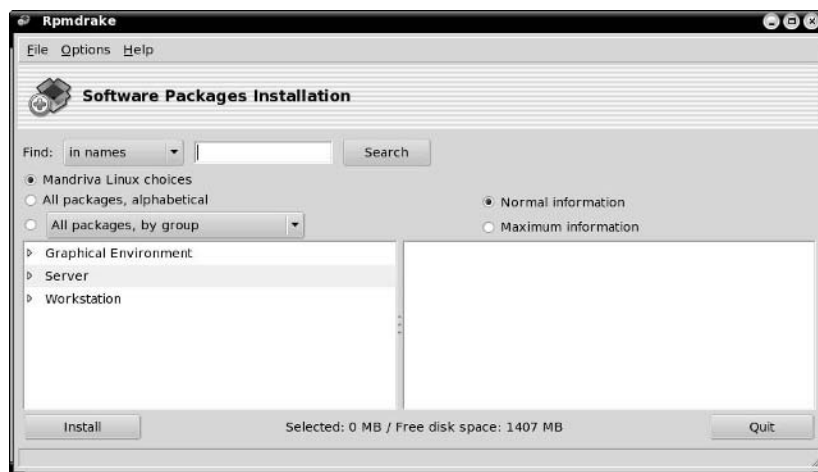 Rpmdrake
File Options Help
Software Packages Installation
Find: in names Search
Mandriva Linux choices
All packages, alphabetical
All packages, by group
Normal information
Maximum information
Graphical Environment
Server
Workstation
Install Selected: 0 MB / Free disk space: 1407 MB Quit